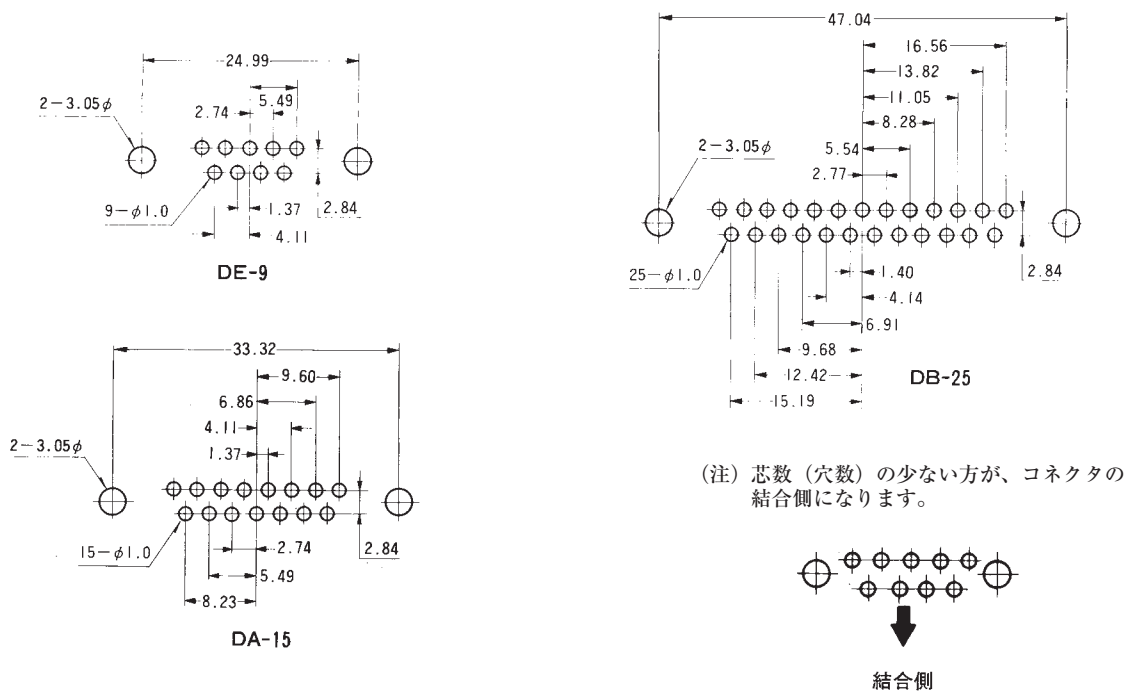 24.99
5.49
2.74
2-3.05φ
9-φ1.0
1.37
2.84
4.11
DE-9
33.32
9.60
6.86
4.11
1.37
2-3.05φ
15-φ1.0
2.74
2.84
5.49
8.23
DA-15
47.04
16.56
13.82
11.05
8.28
5.54
2-3.05φ
2.77
25-φ1.0
1.40
2.84
4.14
6.91
9.68
12.42
DB-25
15.19
(注) 芯数(穴数)の少ない方が、コネクタの
結合側になります。
結合側